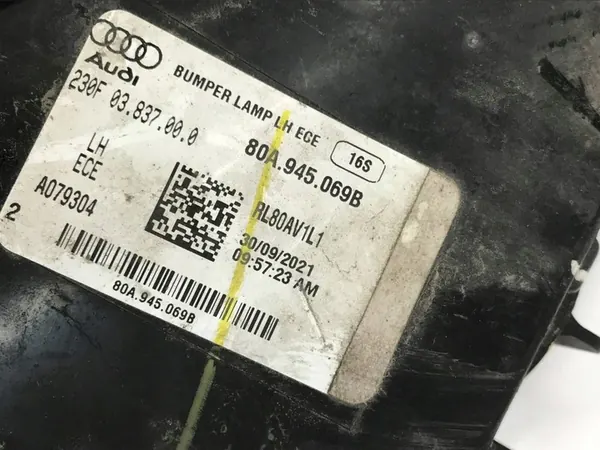 Audi
BUMPER LAMP LH ECE
16S
230F 03.837.00.0
80A.945.069B
LH
ECE
A079304
RL80AV1L1
30/09/2021
09:57:23 AM
2
80A.945.069B